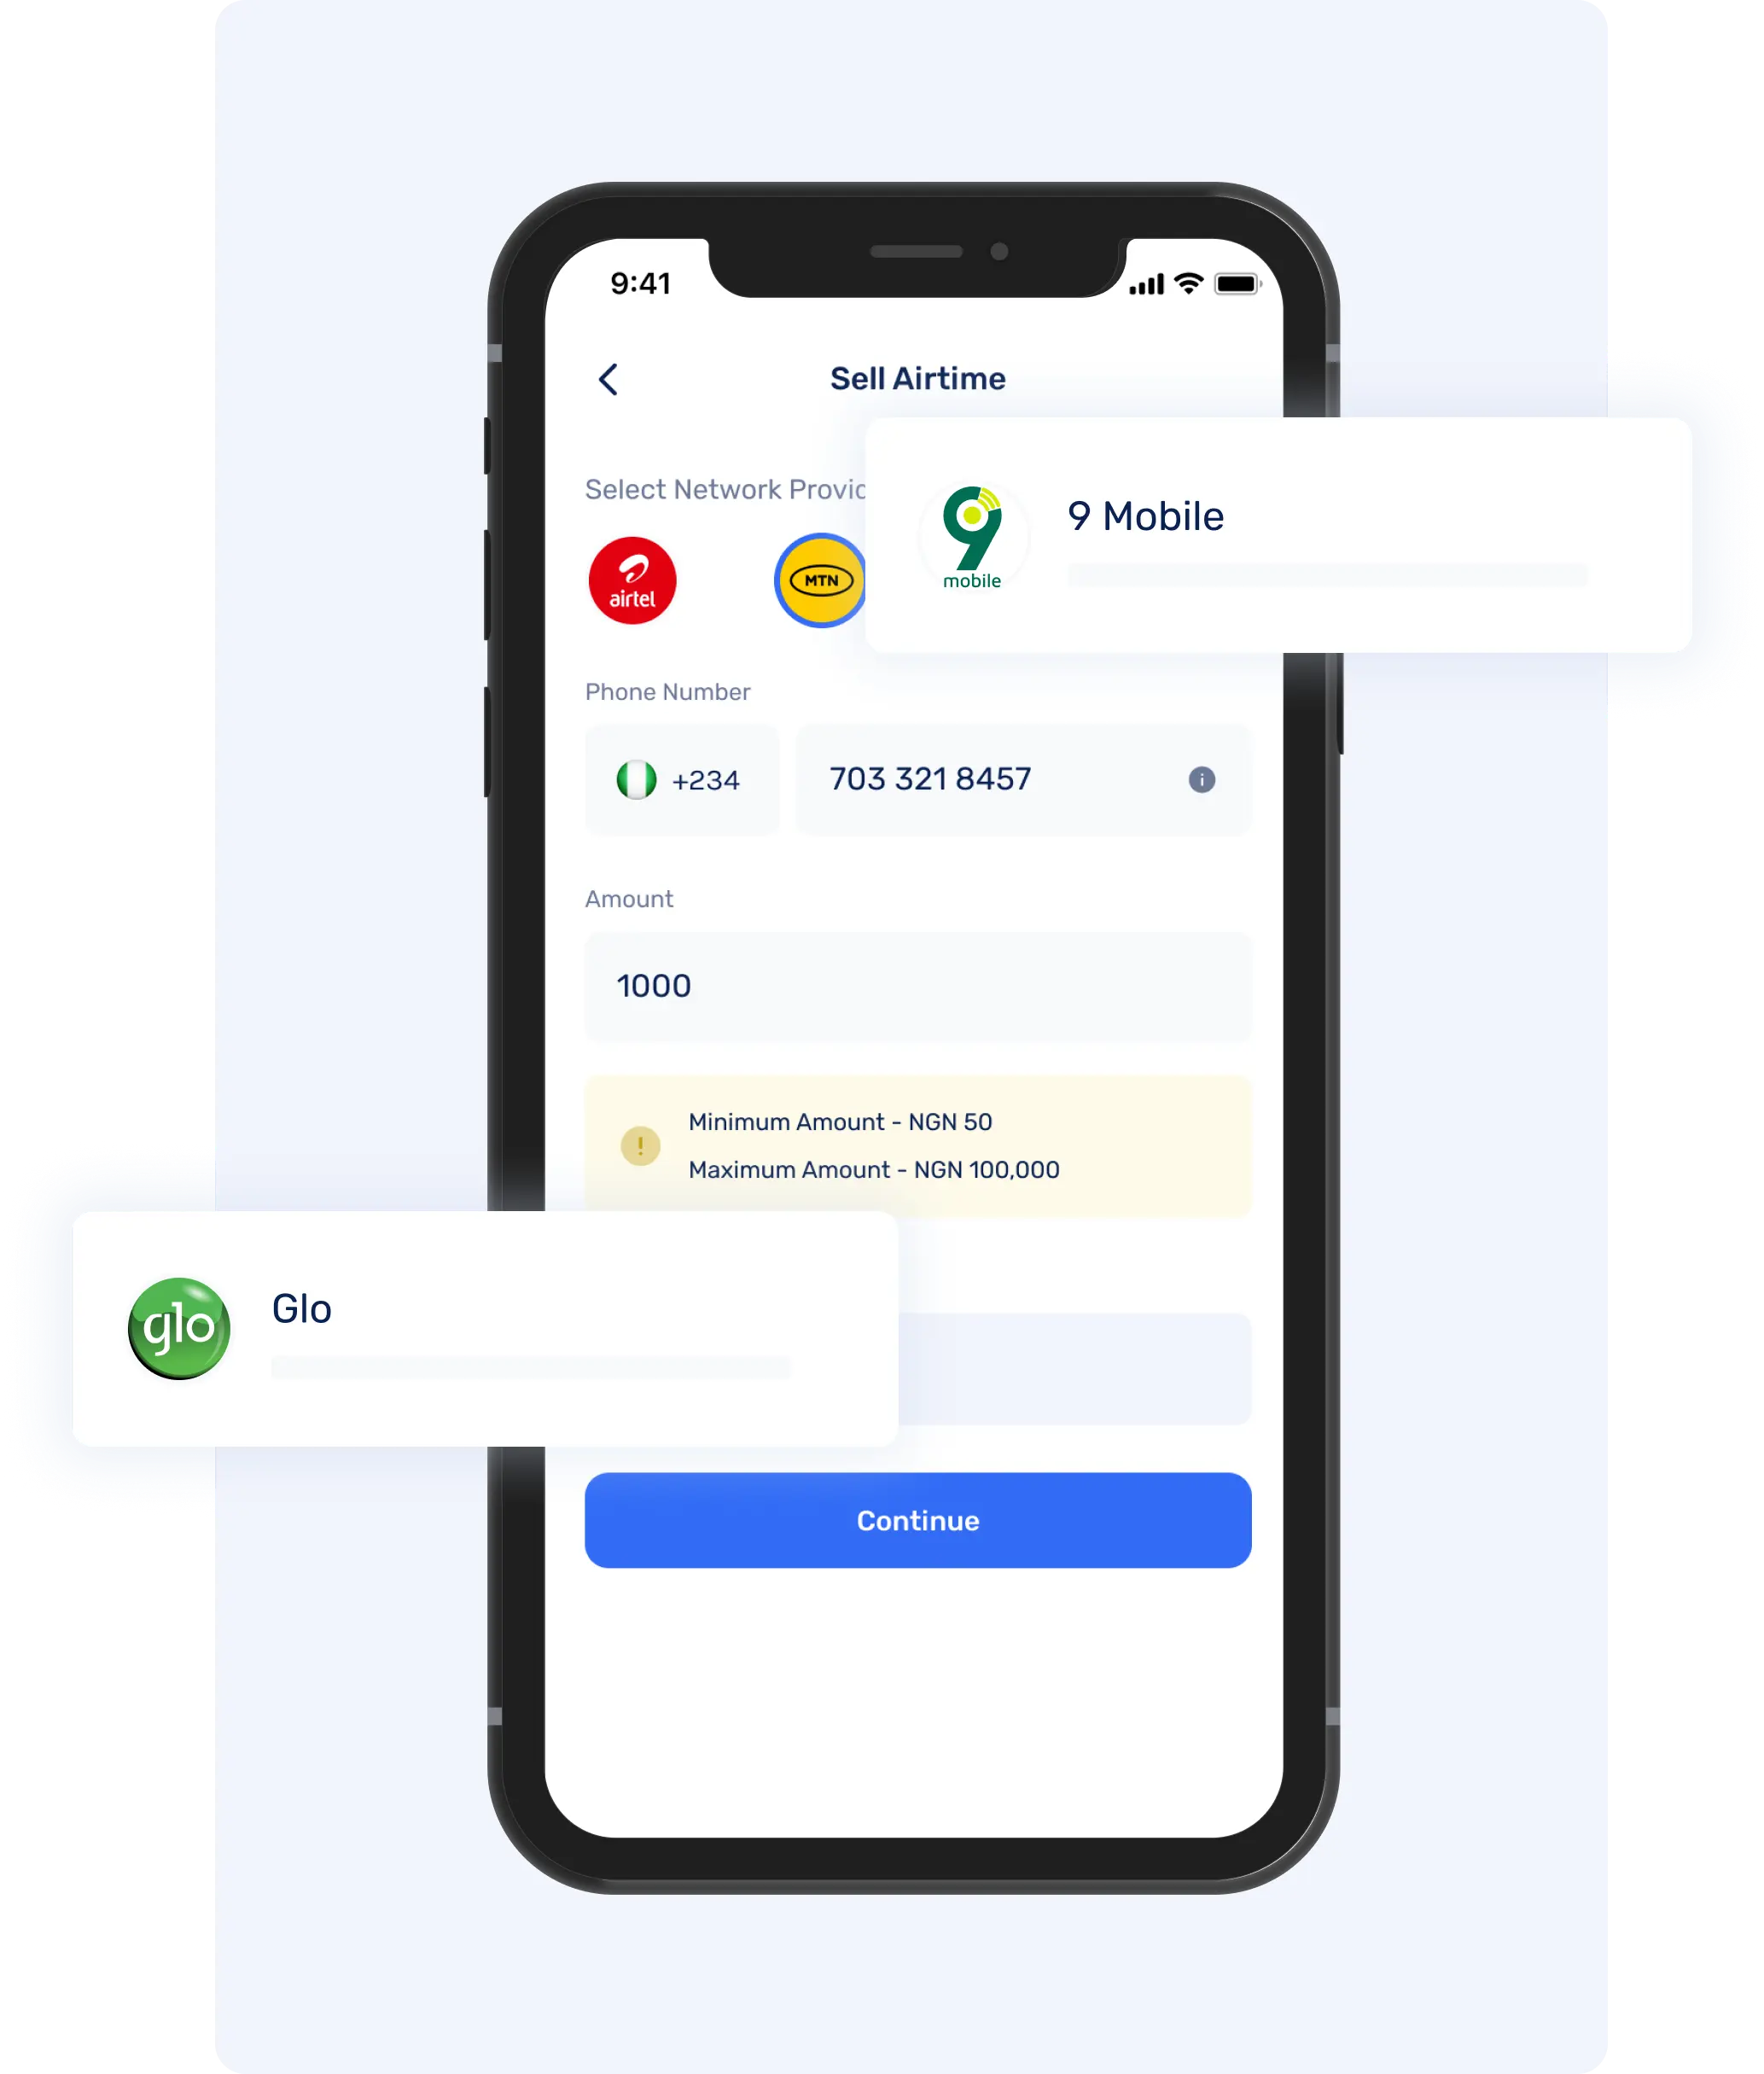 9:41
Sell Airtime
Select Network Provid
airtel
MTN
9 Mobile
9
mobile
Phone Number
+234
703 321 8457
Amount
1000
Minimum Amount - NGN 50
Maximum Amount - NGN 100,000
glo
Glo
Continue